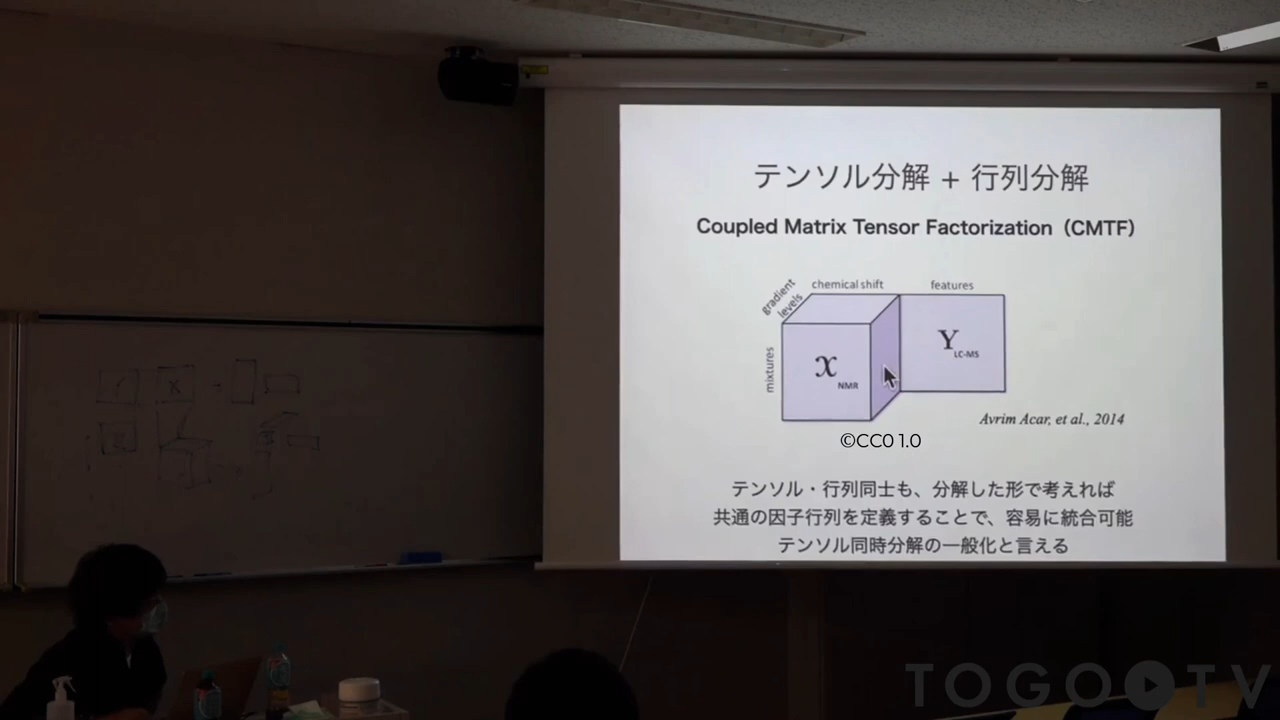 テンソル分解 + 行列分解
Coupled Matrix Tensor Factorization (CMTF)
gradient
levels
chemical shift
features
mixtures
X
NMR
Y
LC-MS
Avrim Acar, et al., 2014
©CC0 1.0
テンソル・行列同士も、分解した形で考えれば
共通の因子行列を定義することで、容易に統合可能
テンソル同時分解の一般化と言える
TOGO TV